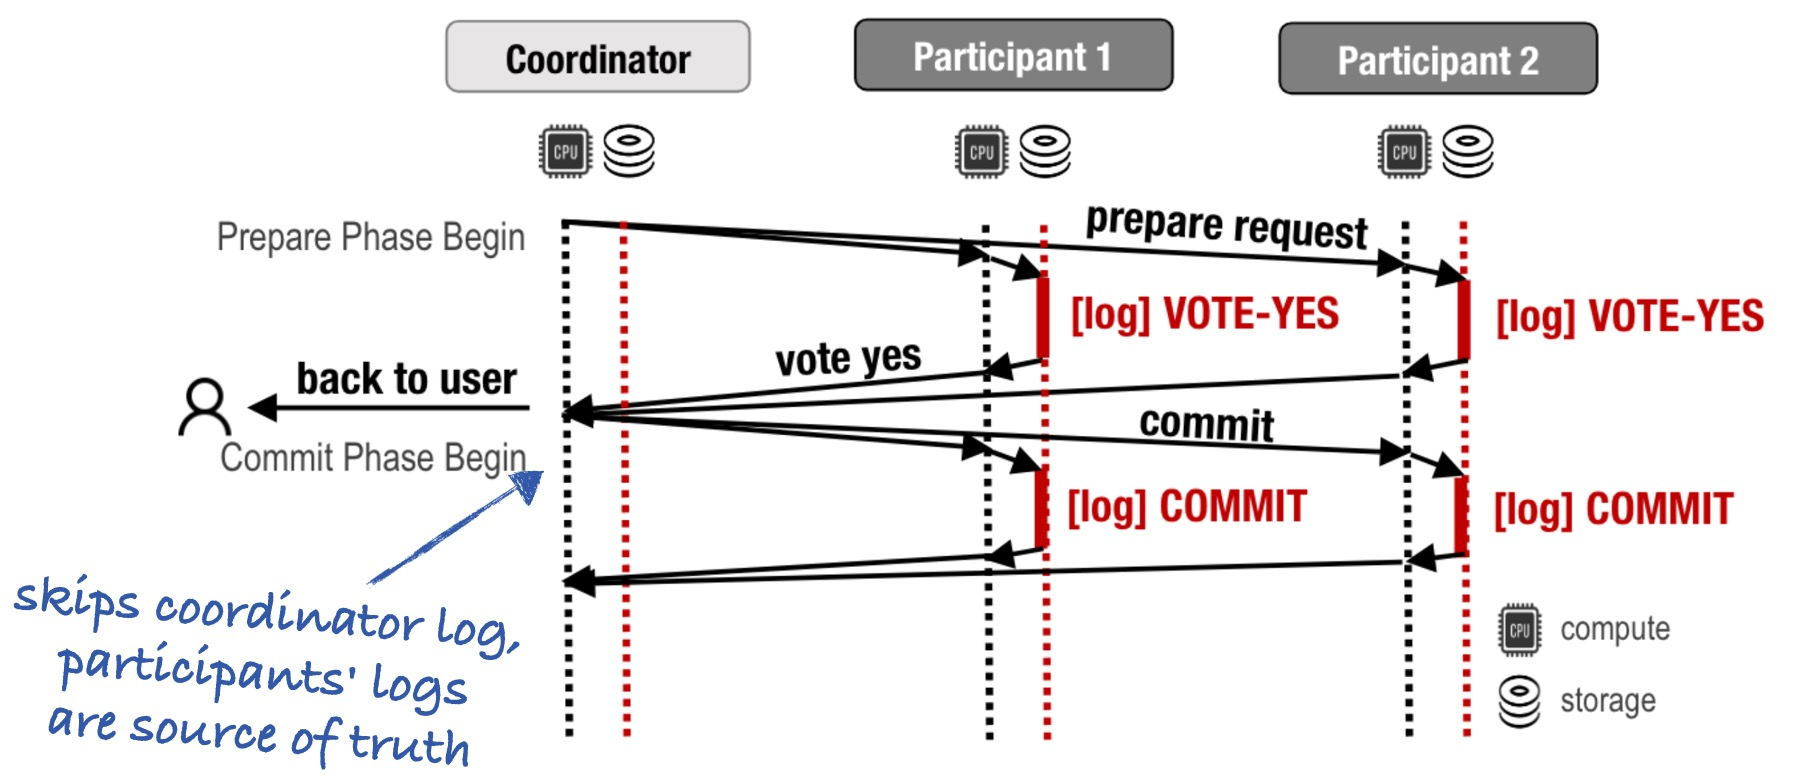 Coordinator
Participant 1
Participant 2
CPU
CPU
CPU
Prepare Phase Begin
prepare request
[log] VOTE-YES
[log] VOTE-YES
vote yes
back to user
commit
Commit Phase Begin
[log] COMMIT
[log] COMMIT
skips coordinator log,
participants' logs
are source of truth
CPU
compute
storage